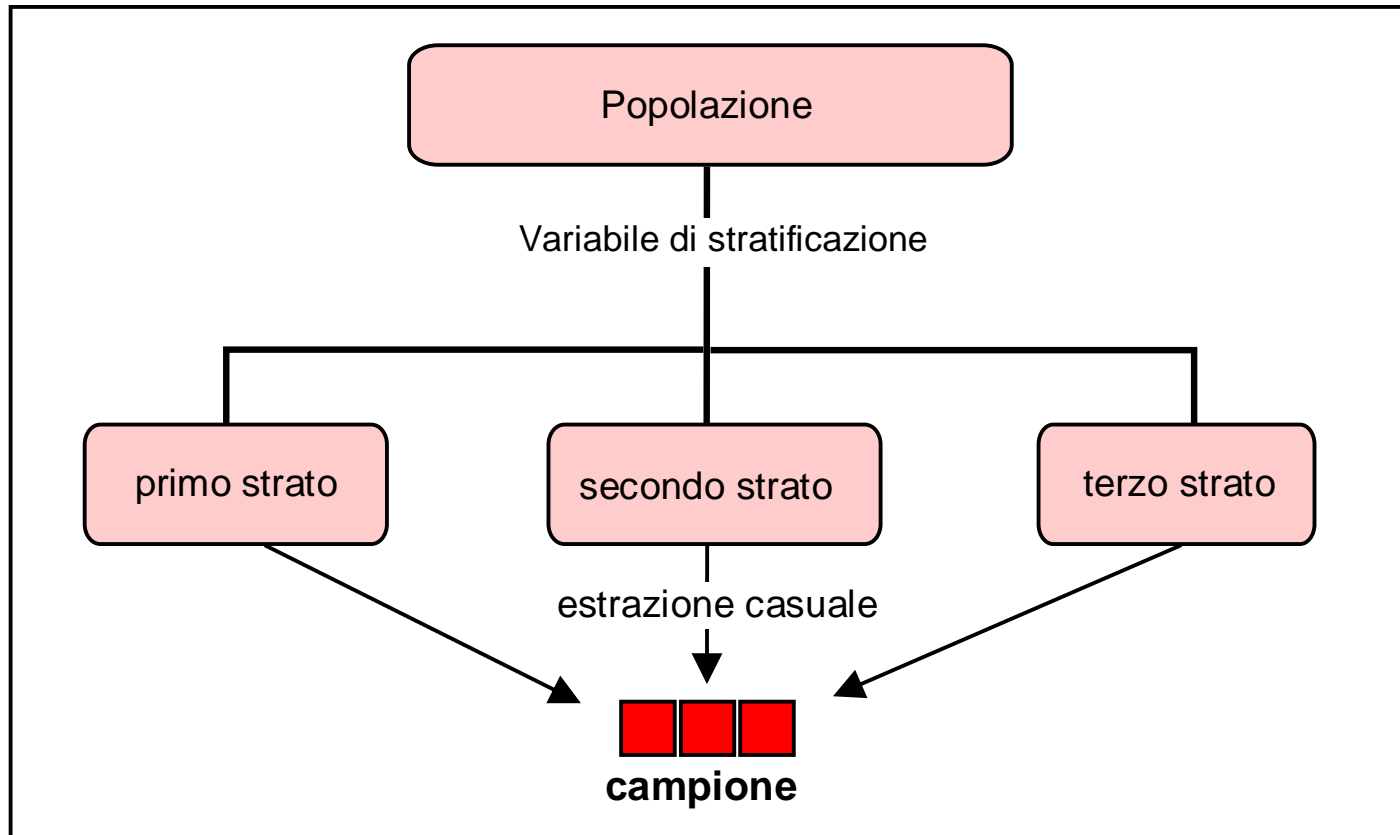 Popolazione
Variabile di stratificazione
primo strato
secondo strato
terzo strato
estrazione casuale
campione